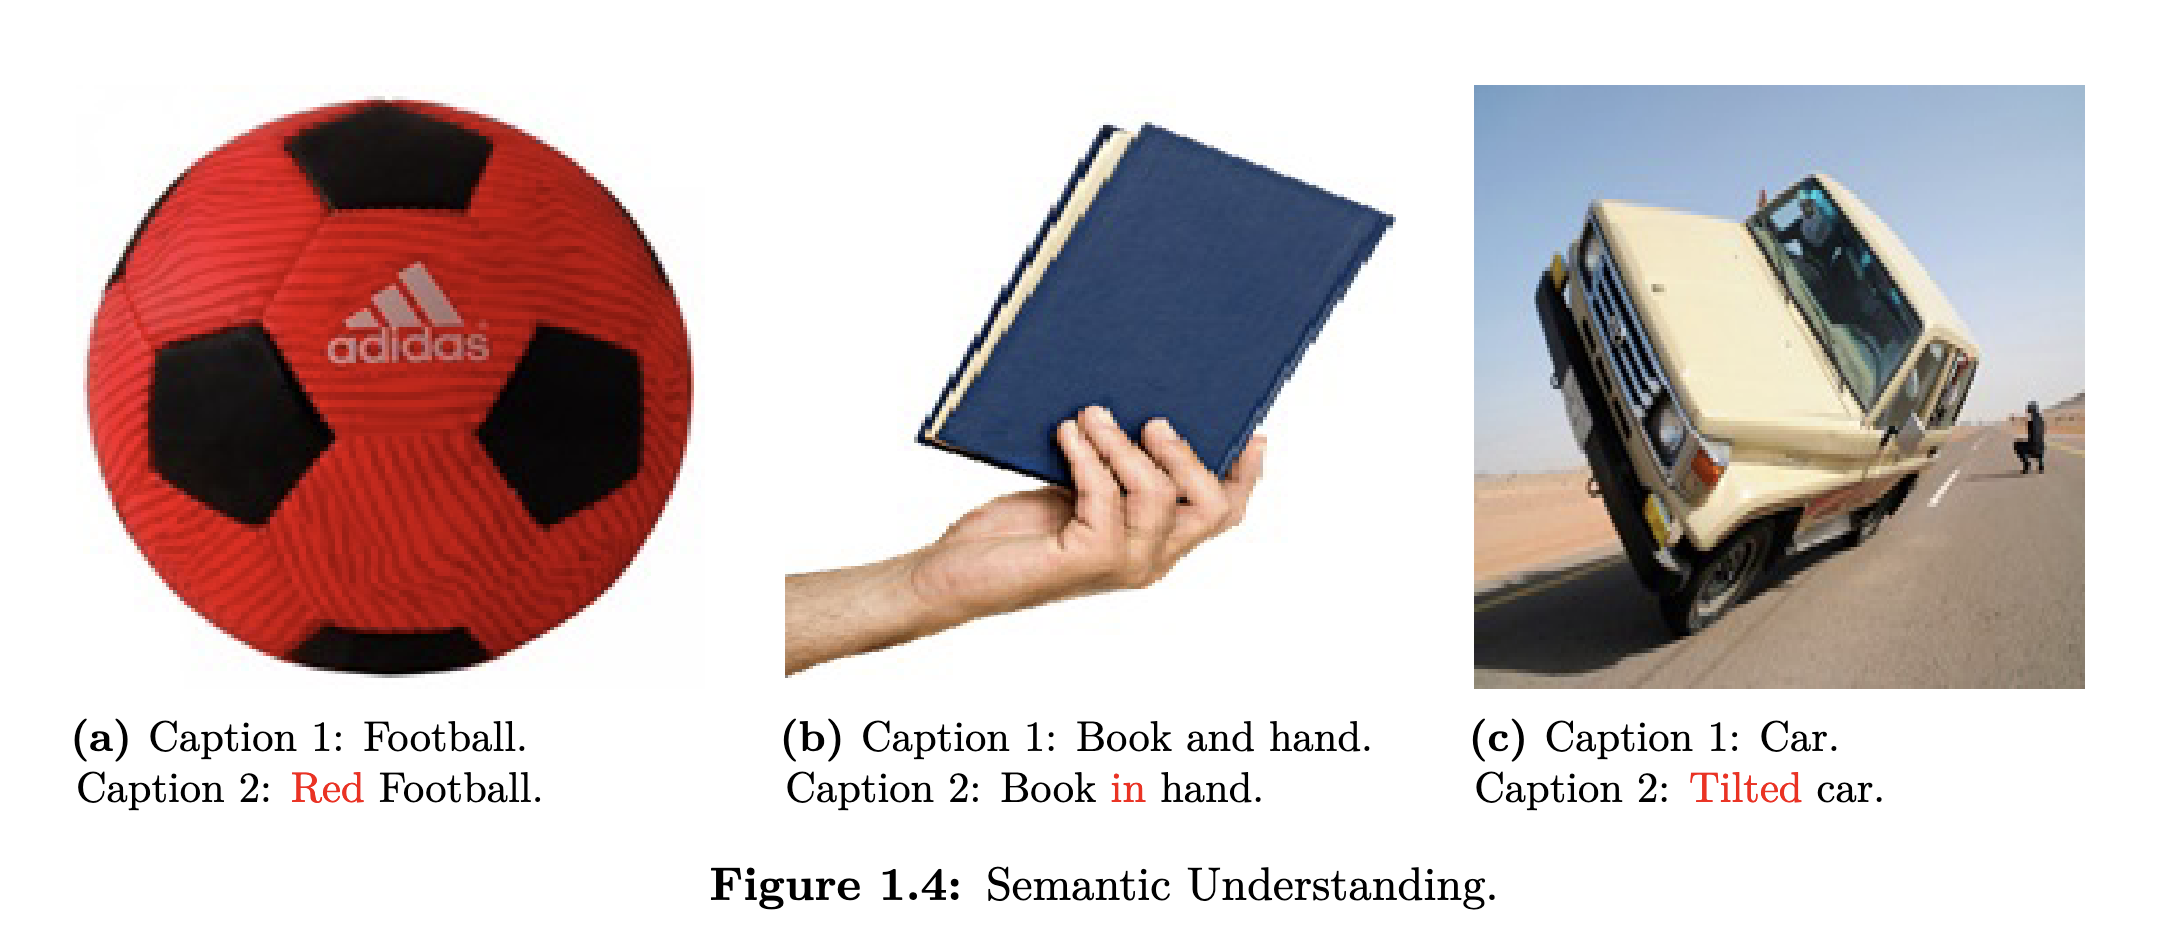 adidas
(a) Caption 1: Football.
Caption 2: Red Football.
(b) Caption 1: Book and hand.
Caption 2: Book in hand.
(c) Caption 1: Car.
Caption 2: Tilted car.
Figure 1.4: Semantic Understanding.